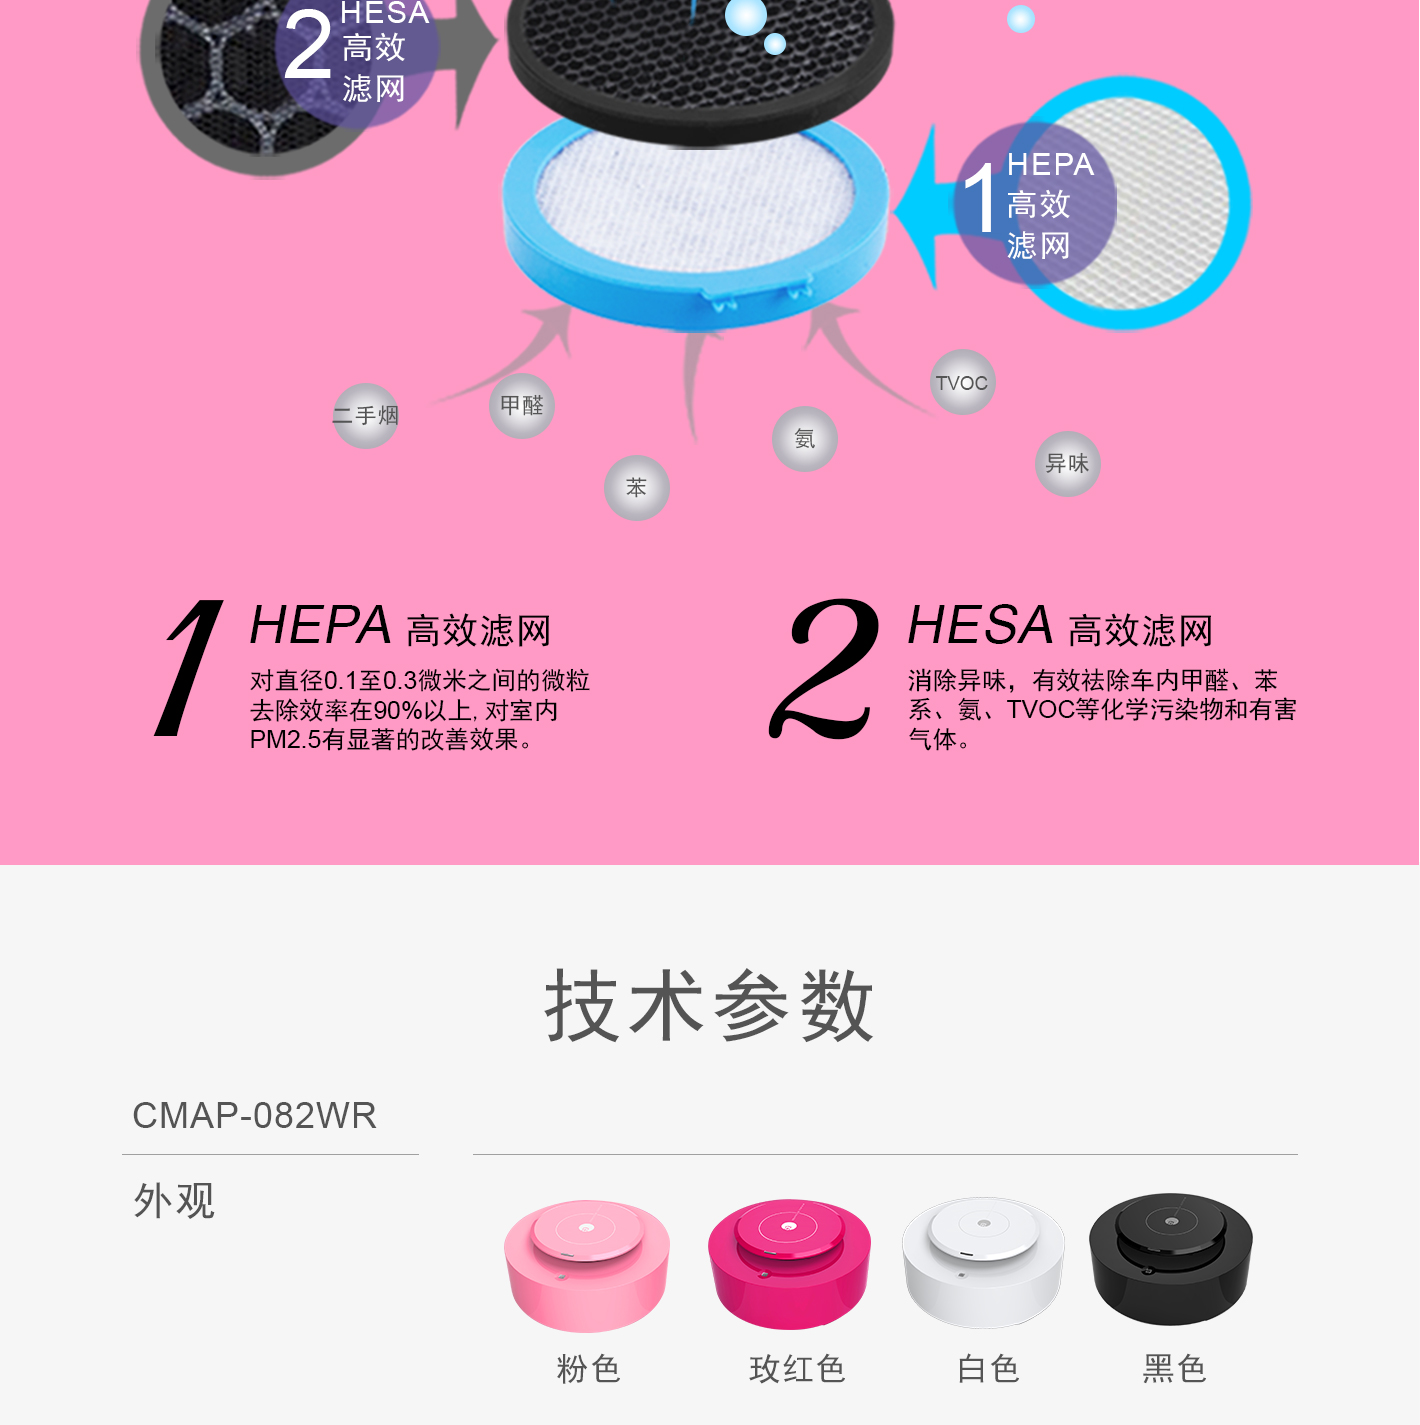 2
HESA
高效
滤网
1
HEPA
高效
滤网
TVOC
二手烟
甲醛
氨
异味
苯
1
HEPA 高效滤网
对直径0.1至0.3微米之间的微粒
去除效率在90%以上, 对室内
PM2.5有显著的改善效果。
2
HESA 高效滤网
消除异味，有效祛除车内甲醛、苯
系、氨、TVOC等化学污染物和有害
气体。
技术参数
CMAP-082WR
外观
粉色
玫红色
白色
黑色